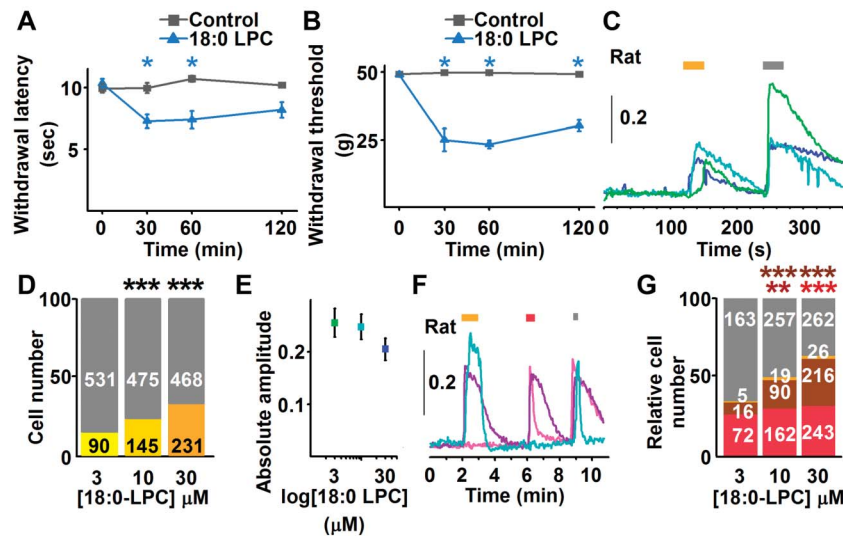 A
Control
18:0 LPC
* *
Withdrawal latency
(sec)
10
5
0 30 60 120
Time (min)
B
Control
18:0 LPC
* * *
Withdrawal threshold
(g)
50
25
0 30 60 120
Time (min)
C
Rat
0.2
0 100 200 300
Time (s)
D
*** ***
Cell number
100
50
0
531 475 468
90 145 231
3 10 30
[18:0-LPC] μM
E
Absolute amplitude
0.2
0.1
3 10 30
log[18:0 LPC]
(μM)
F
Rat
0.2
0 2 4 6 8 10
Time (min)
G
**** ***
** ***
Relative cell
number
100
50
0
163 257 262
5 19 26
16 90 216
72 162 243
3 10 30
[18:0-LPC] μM